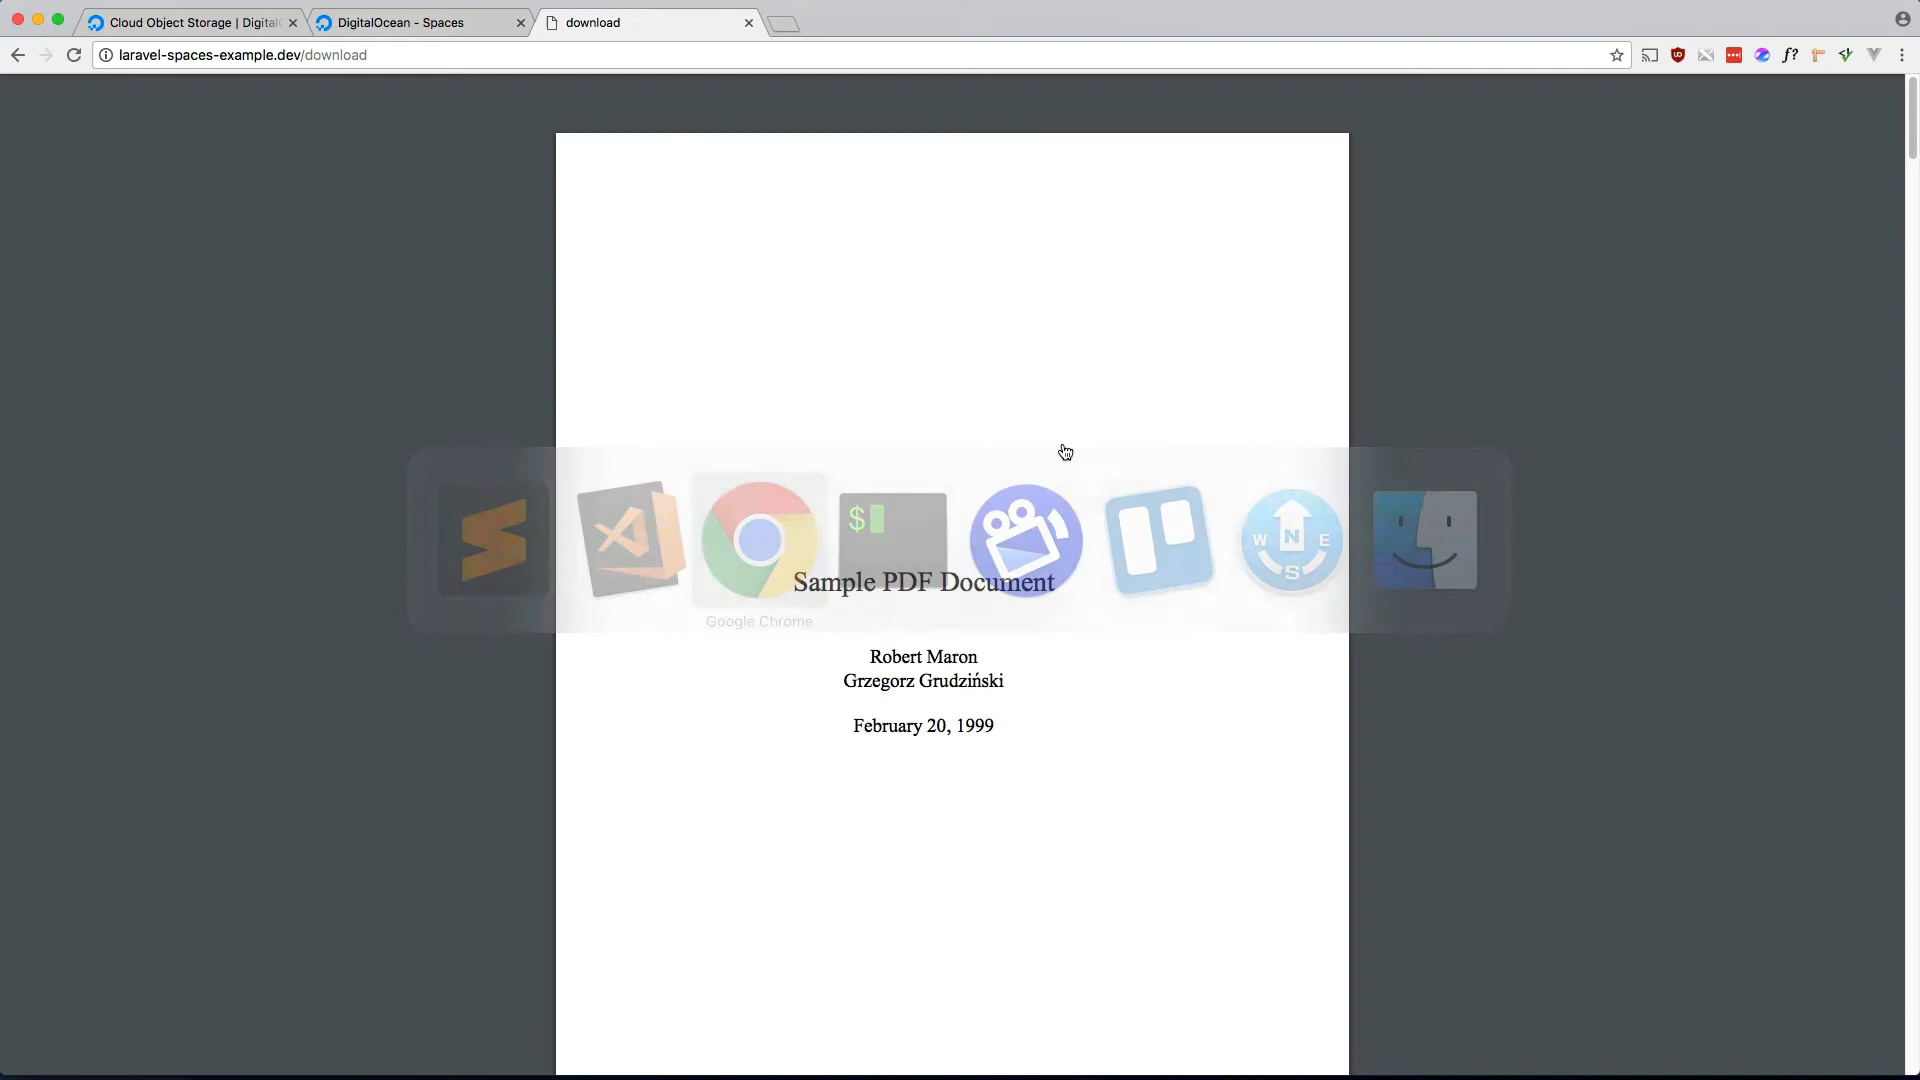 Cloud Object Storage | Digital
DigitalOcean - Spaces
download
laravel-spaces-example.dev/download
f?
$
W N E
S
Sample PDF Document
Google Chrome
Robert Maron
Grzegorz Grudziński
February 20, 1999